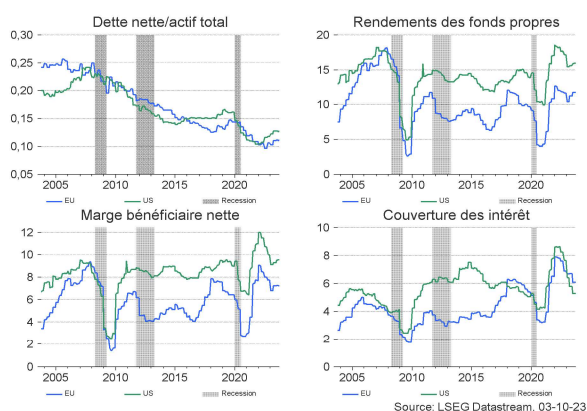 Dette nette/actif total
0,30
0,25
0,20
0,15
0,10
0,05
2005 2010 2015 2020
EU US Recession
Rendements des fonds propres
20
15
10
5
0
2005 2010 2015 2020
EU US Recession
Marge bénéficiaire nette
12
10
8
6
4
2
0
2005 2010 2015 2020
EU US Recession
Couverture des intérêt
10
8
6
4
2
0
2005 2010 2015 2020
EU US Recession
Source: LSEG Datastream, 03-10-23